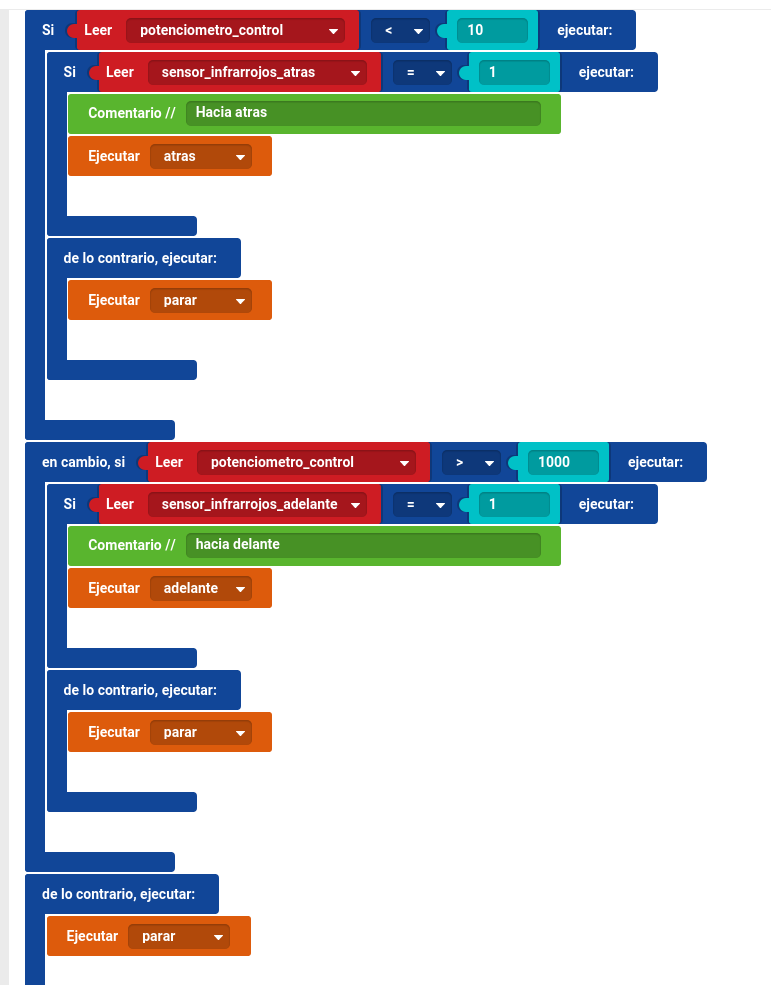 Si Leer potenciometro_control < 10 ejecutar:
Si Leer sensor_infrarrojos_atras = 1 ejecutar:
Comentario // Hacia atras
Ejecutar atras
de lo contrario, ejecutar:
Ejecutar parar
en cambio, si Leer potenciometro_control > 1000 ejecutar:
Si Leer sensor_infrarrojos_adelante = 1 ejecutar:
Comentario // hacia delante
Ejecutar adelante
de lo contrario, ejecutar:
Ejecutar parar
de lo contrario, ejecutar:
Ejecutar parar